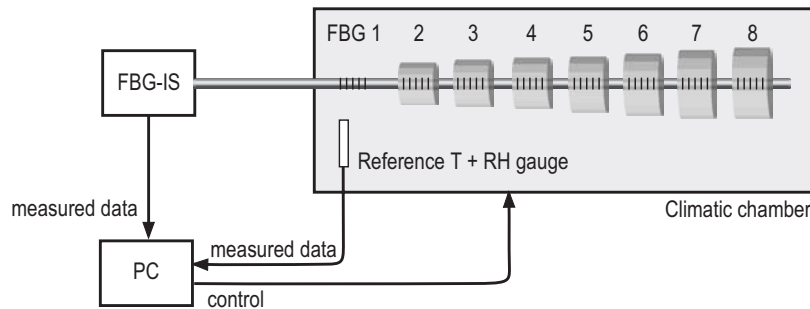 FBG 1 2 3 4 5 6 7 8
FBG-IS
Reference T + RH gauge
measured data
Climatic chamber
measured data
PC
control